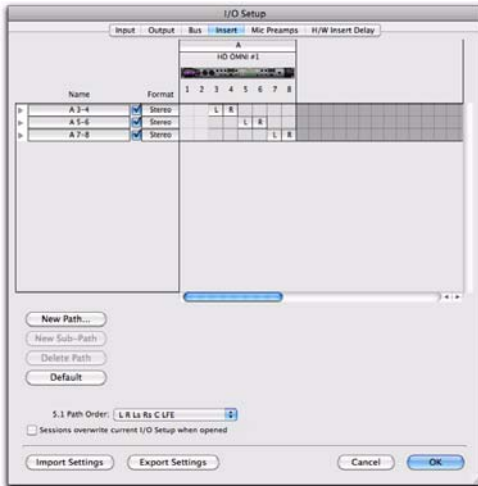 I/O Setup
Input Output Bus Insert Mic Preamps H/W Insert Delay
A
HD OMNI #1
Name Format 1 2 3 4 5 6 7 8
A 3-4 Stereo L R
A 5-6 Stereo L R
A 7-8 Stereo L R
New Path...
New Sub-Path
Delete Path
Default
5.1 Path Order: L R Ls Rs C LFE
Sessions overwrite current I/O Setup when opened
Import Settings Export Settings Cancel OK